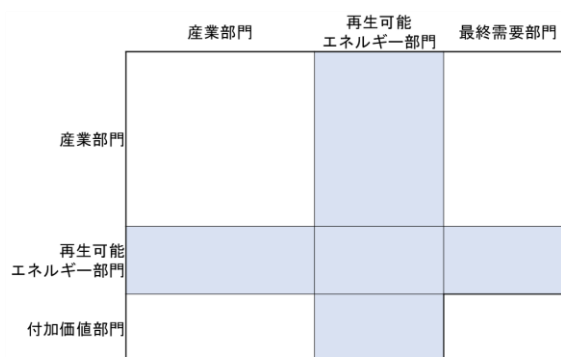 産業部門
再生可能
エネルギー部門
最終需要部門
産業部門
再生可能
エネルギー部門
付加価値部門